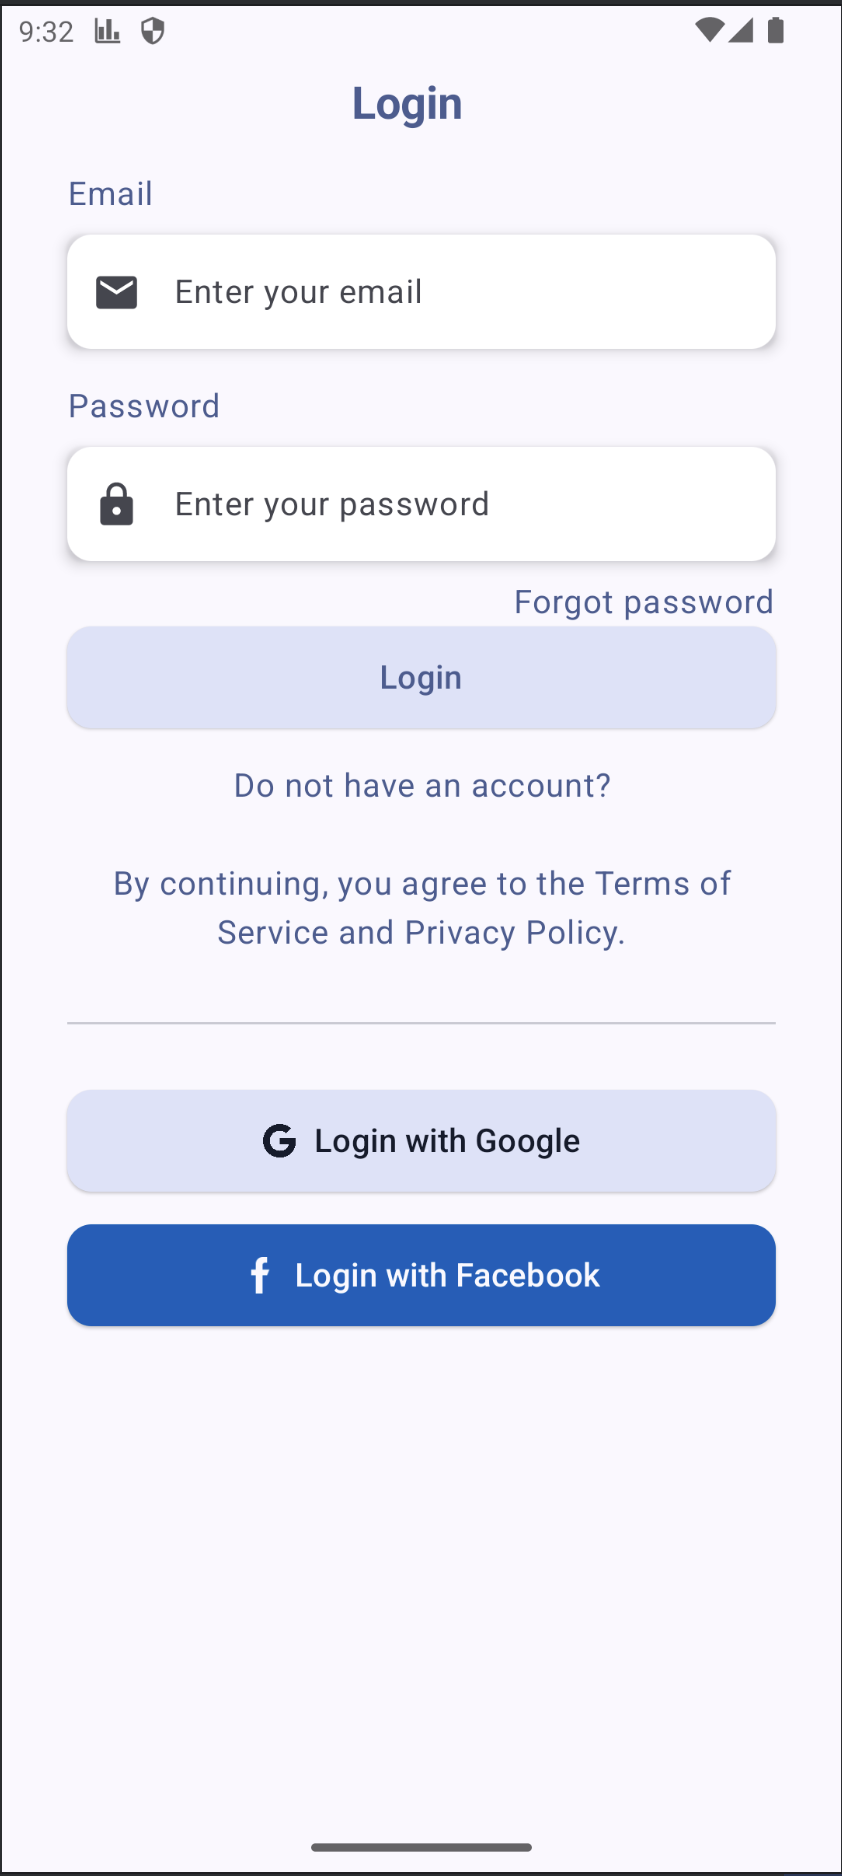 9:32
Login
Email
Enter your email
Password
Enter your password
Forgot password
Login
Do not have an account?
By continuing, you agree to the Terms of
Service and Privacy Policy.
Login with Google
Login with Facebook